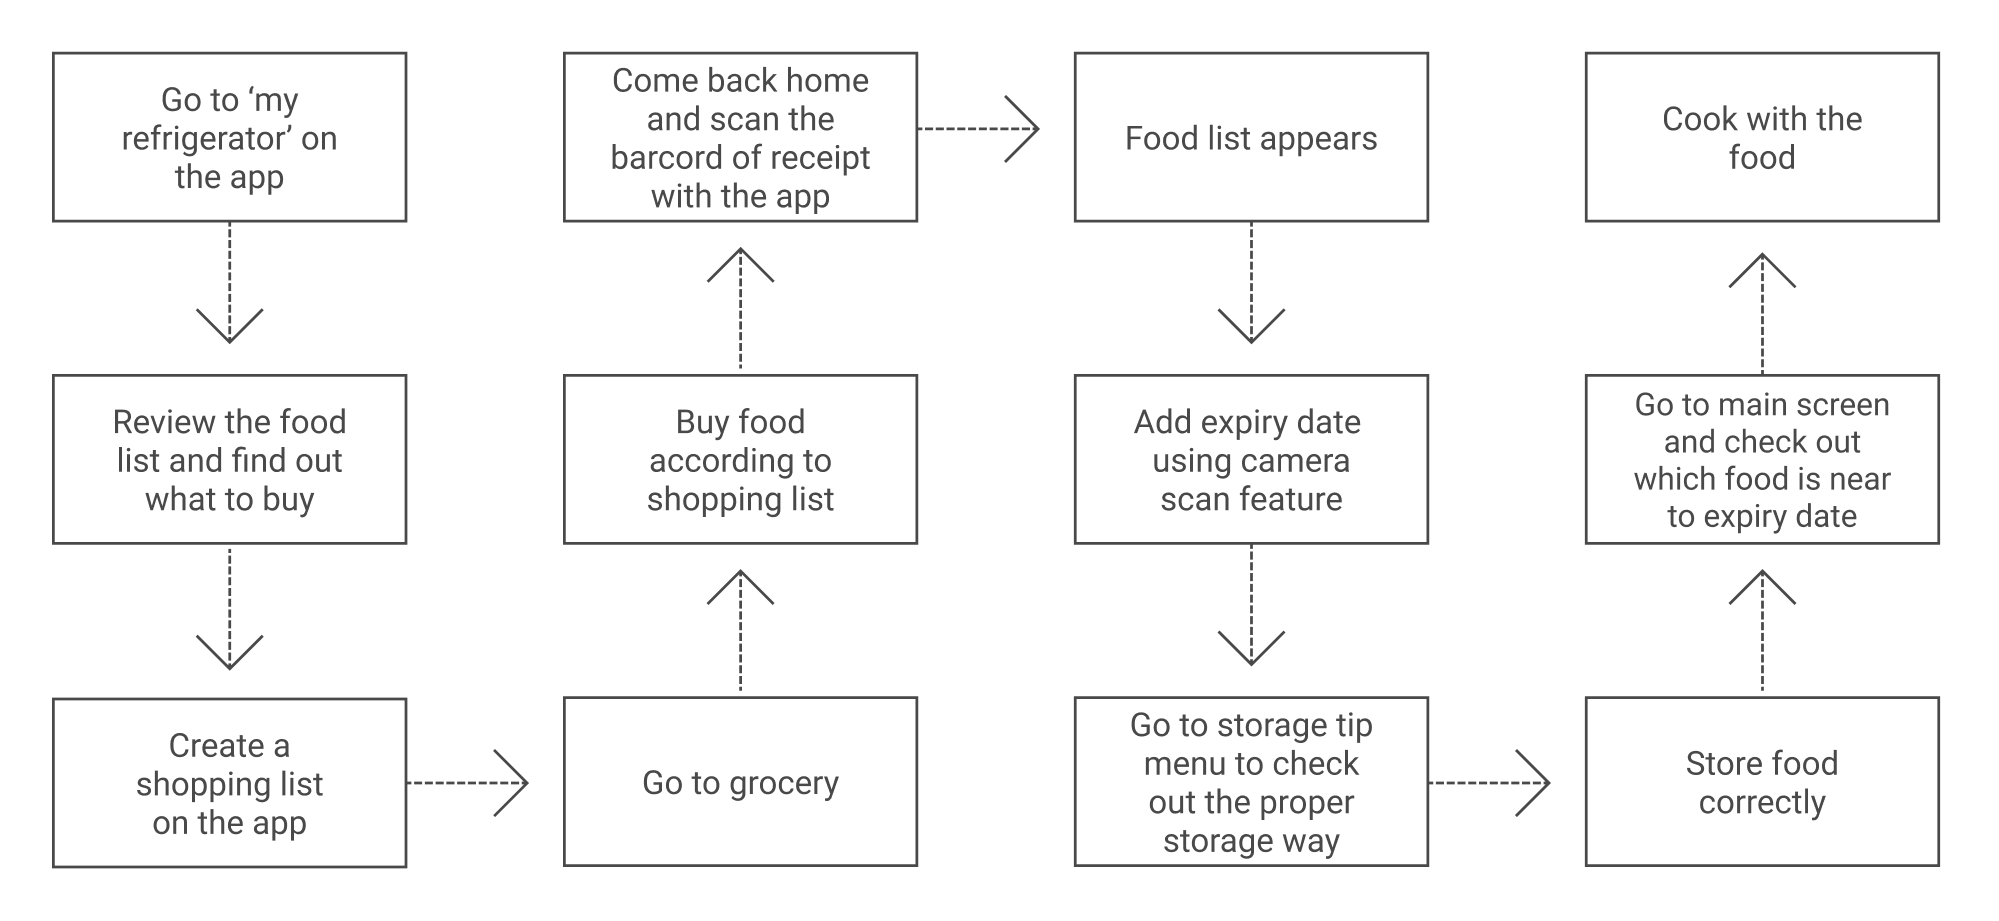 Go to ‘my
refrigerator’ on
the app
Review the food
list and find out
what to buy
Create a
shopping list
on the app
Go to grocery
Buy food
according to
shopping list
Come back home
and scan the
barcord of receipt
with the app
Food list appears
Add expiry date
using camera
scan feature
Go to storage tip
menu to check
out the proper
storage way
Store food
correctly
Go to main screen
and check out
which food is near
to expiry date
Cook with the
food